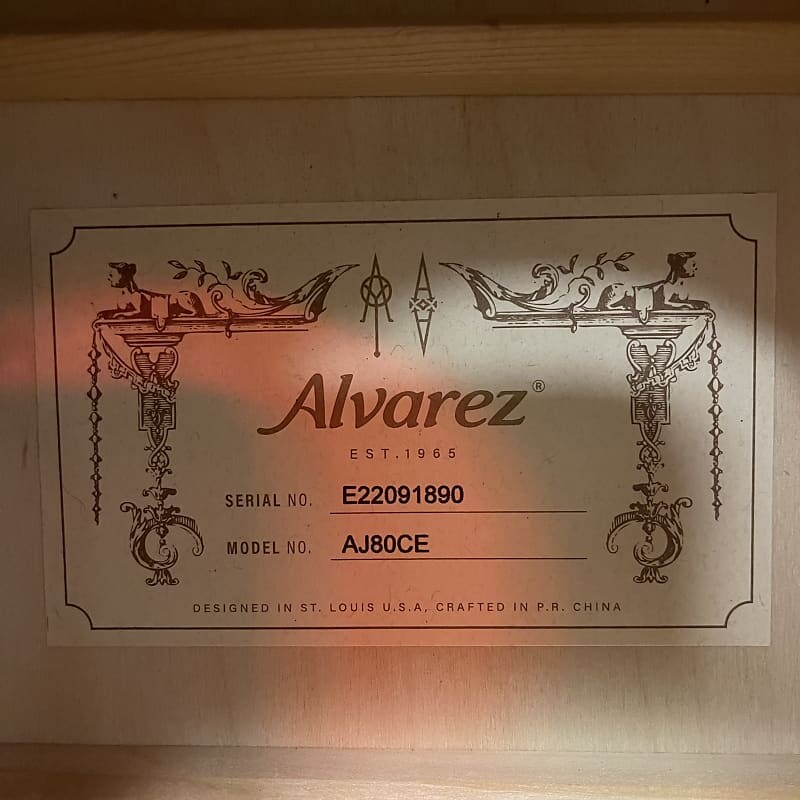 Alvarez®
EST.1965
SERIAL NO. E22091890
MODEL NO. AJ80CE
DESIGNED IN ST. LOUIS U.S.A, CRAFTED IN P.R. CHINA